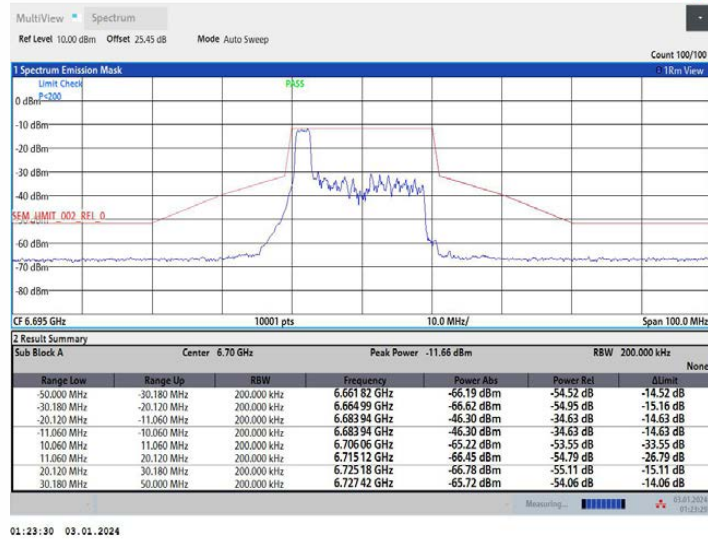 MultiView Spectrum
Ref Level 10.00 dBm Offset 25.45 dB Mode Auto Sweep
Count 100/100
1 Spectrum Emission Mask 1Rm View
Limit Check PASS
P<200
0 dBm
-10 dBm
-20 dBm
-30 dBm
-40 dBm
SEM_LIMIT_002_REL_0
-60 dBm
-70 dBm
-80 dBm
CF 6.695 GHz 10001 pts 10.0 MHz/ Span 100.0 MHz
2 Result Summary
Sub Block A Center 6.70 GHz Peak Power -11.66 dBm RBW 200.000 kHz
None
Range Low Range Up RBW Frequency Power Abs Power Rel ΔLimit
-50.000 MHz -30.180 MHz 200.000 kHz 6.661 82 GHz -66.19 dBm -54.52 dB -14.52 dB
-30.180 MHz -20.120 MHz 200.000 kHz 6.664 99 GHz -66.62 dBm -54.95 dB -15.16 dB
-20.120 MHz -11.060 MHz 200.000 kHz 6.683 94 GHz -46.30 dBm -34.63 dB -14.63 dB
-11.060 MHz -10.060 MHz 200.000 kHz 6.683 94 GHz -46.30 dBm -34.63 dB -14.63 dB
10.060 MHz 11.060 MHz 200.000 kHz 6.706 06 GHz -65.22 dBm -53.55 dB -33.55 dB
11.060 MHz 20.120 MHz 200.000 kHz 6.715 12 GHz -66.45 dBm -54.79 dB -26.79 dB
20.120 MHz 30.180 MHz 200.000 kHz 6.725 18 GHz -66.78 dBm -55.11 dB -15.11 dB
30.180 MHz 50.000 MHz 200.000 kHz 6.727 42 GHz -65.72 dBm -54.06 dB -14.06 dB
Measuring... 03.01.2024
01:23:29
01:23:30 03.01.2024